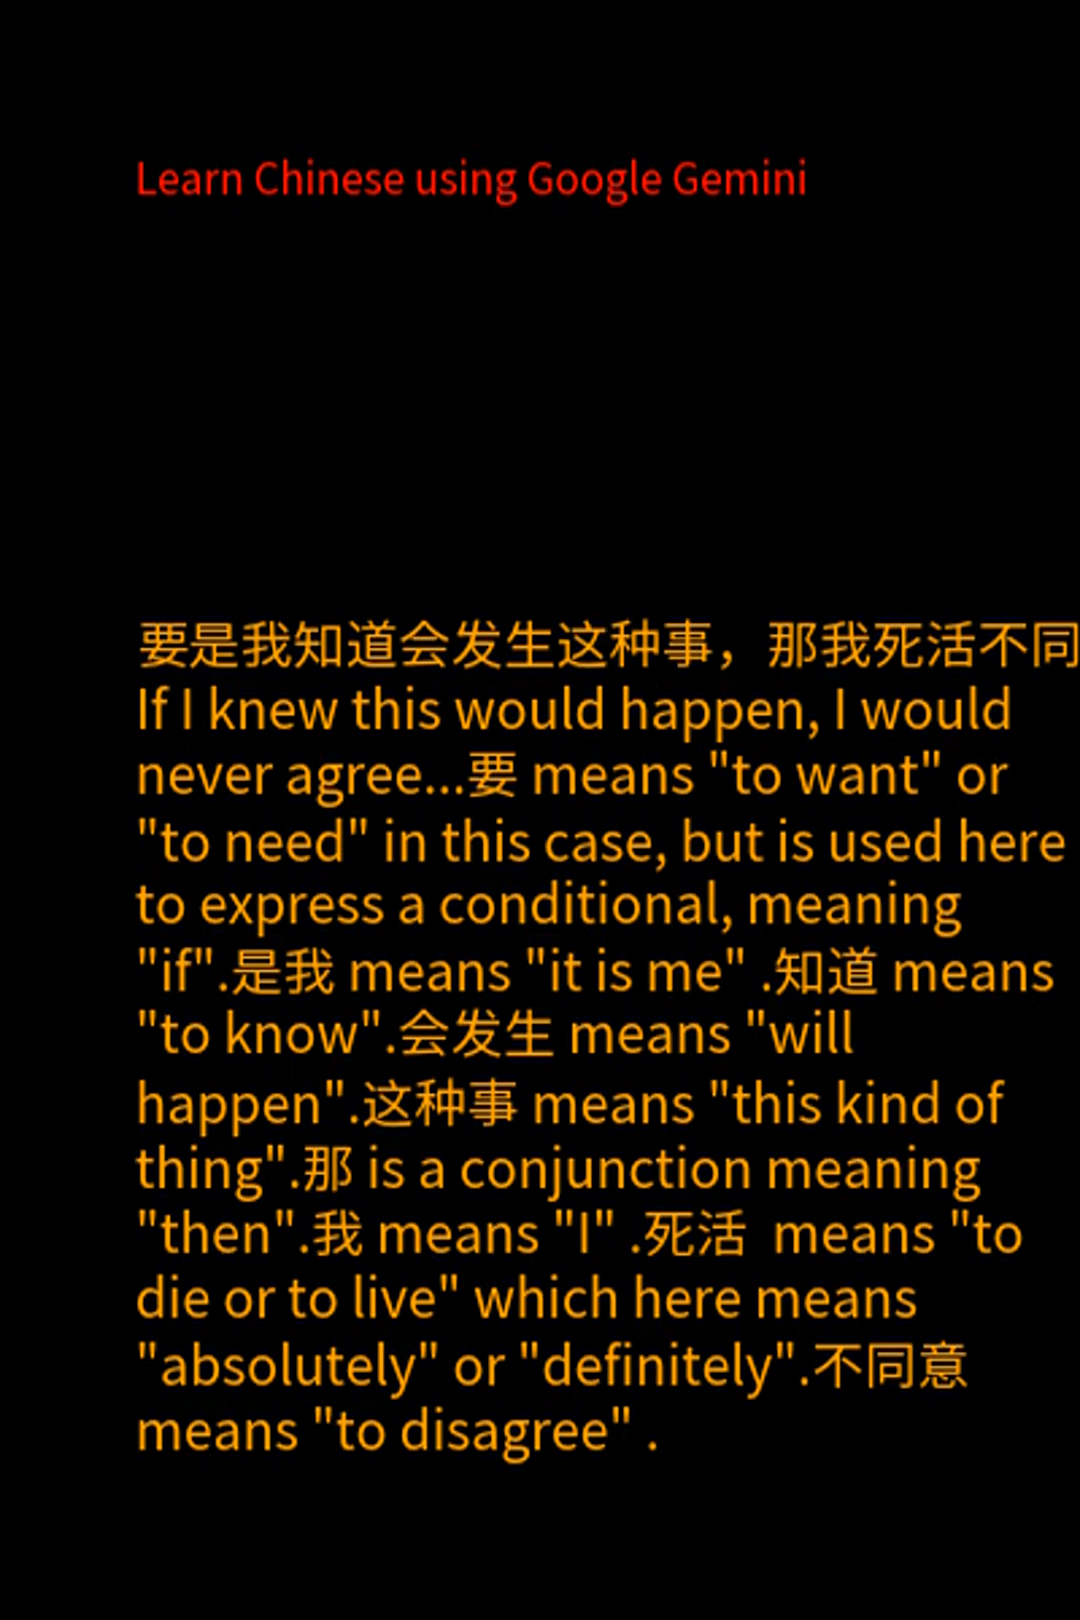 Learn Chinese using Google Gemini
要是我知道会发生这种事，那我死活不同
If I knew this would happen, I would
never agree...要 means "to want" or
"to need" in this case, but is used here
to express a conditional, meaning
"if".是我 means "it is me" .知道 means
"to know".会发生 means "will
happen".这种事 means "this kind of
thing".那 is a conjunction meaning
"then".我 means "I" .死活  means "to
die or to live" which here means
"absolutely" or "definitely".不同意
means "to disagree" .